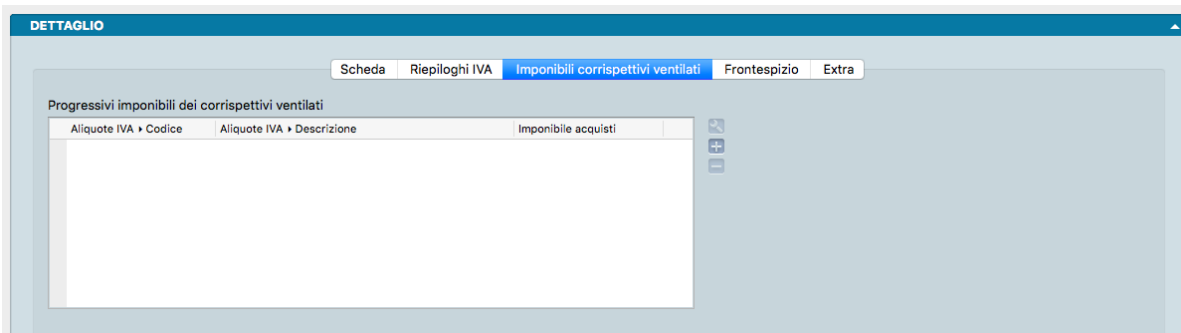 DETTAGLIO
Scheda Riepiloghi IVA Imponibili corrispettivi ventilati Frontespizio Extra
Progressivi imponibili dei corrispettivi ventilati
Aliquote IVA ▸ Codice Aliquote IVA ▸ Descrizione Imponibile acquisti